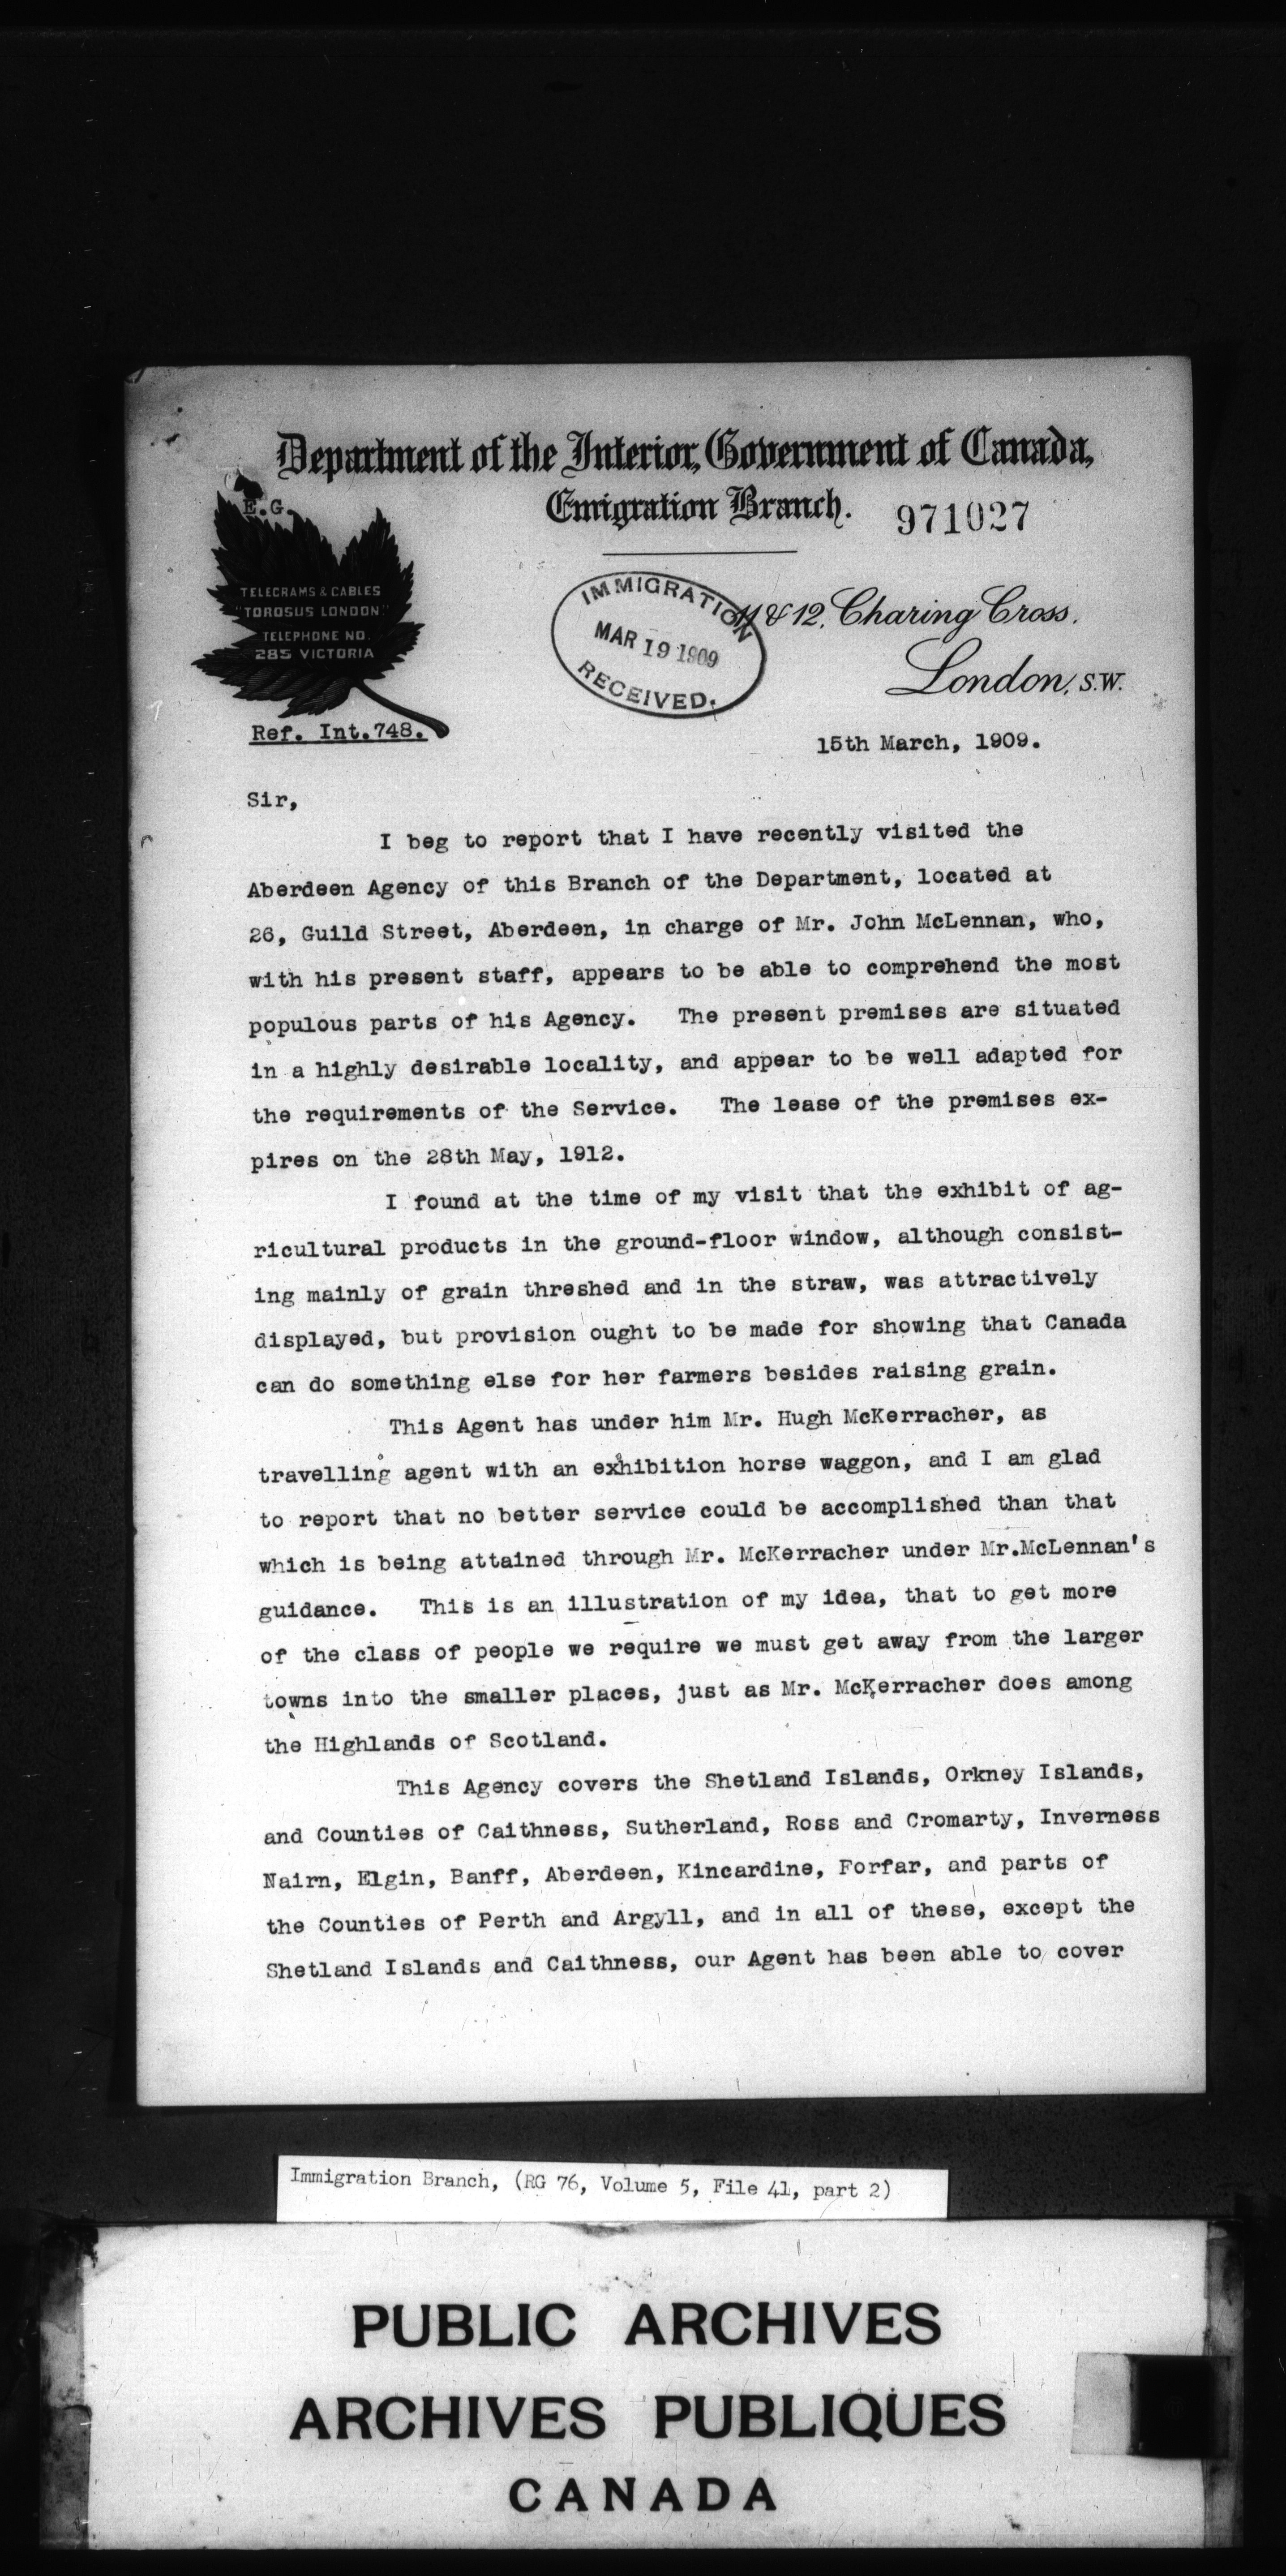 Department of the Interior, Government of Canada,
Emigration Branch.
971027
E.G.
TELEGRAMS & CABLES
"TOROSUS LONDON"
TELEPHONE NO.
285 VICTORIA
IMMIGRATION
MAR 19 1909
RECEIVED.
11 & 12, Charing Cross,
London, S.W.
Ref. Int.748.
15th March, 1909.
Sir,
I beg to report that I have recently visited the
Aberdeen Agency of this Branch of the Department, located at
26, Guild Street, Aberdeen, in charge of Mr. John McLennan, who,
with his present staff, appears to be able to comprehend the most
populous parts of his Agency. The present premises are situated
in a highly desirable locality, and appear to be well adapted for
the requirements of the Service. The lease of the premises ex-
pires on the 28th May, 1912.
I found at the time of my visit that the exhibit of ag-
ricultural products in the ground-floor window, although consist-
ing mainly of grain threshed and in the straw, was attractively
displayed, but provision ought to be made for showing that Canada
can do something else for her farmers besides raising grain.
This Agent has under him Mr. Hugh McKerracher, as
travelling agent with an exhibition horse waggon, and I am glad
to report that no better service could be accomplished than that
which is being attained through Mr. McKerracher under Mr.McLennan's
guidance. This is an illustration of my idea, that to get more
of the class of people we require we must get away from the larger
towns into the smaller places, just as Mr. McKerracher does among
the Highlands of Scotland.
This Agency covers the Shetland Islands, Orkney Islands,
and Counties of Caithness, Sutherland, Ross and Cromarty, Inverness
Nairn, Elgin, Banff, Aberdeen, Kincardine, Forfar, and parts of
the Counties of Perth and Argyll, and in all of these, except the
Shetland Islands and Caithness, our Agent has been able to cover
Immigration Branch, (RG 76, Volume 5, File 41, part 2)
PUBLIC ARCHIVES
ARCHIVES PUBLIQUES
CANADA